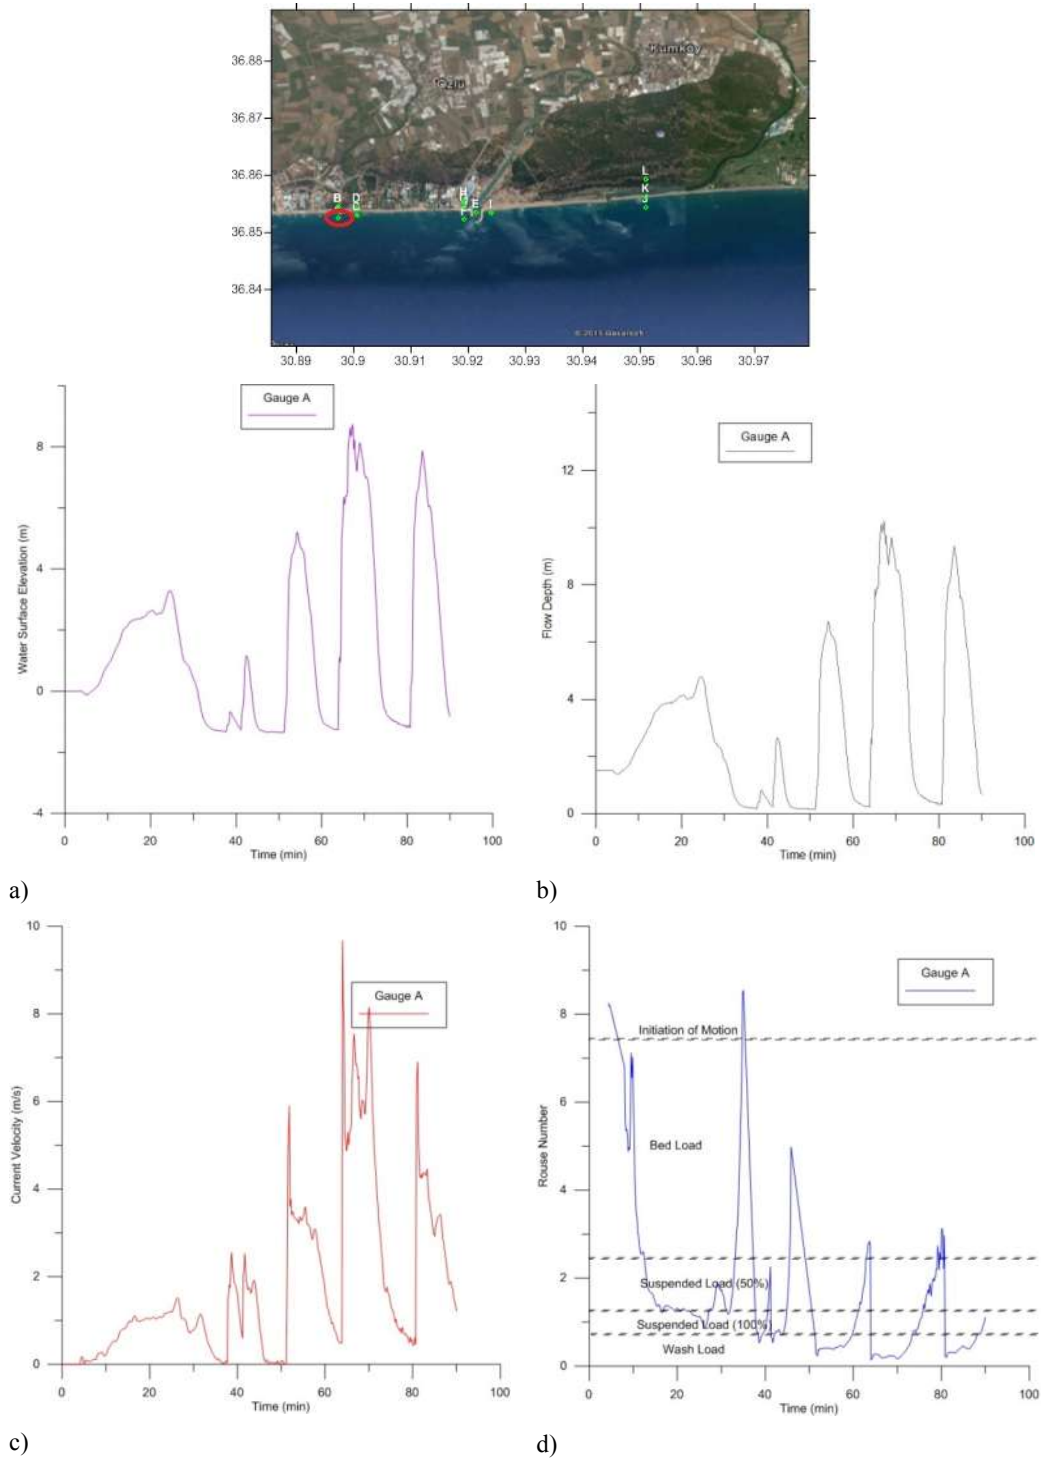 36.88
Kumköy
36.87
36.86
L
K
B D
H
J
E I
36.85
36.84
30.89 30.9 30.91 30.92 30.93 30.94 30.95 30.96 30.97
Gauge A
8
4
0
-4
Water Surface Elevation (m)
0 20 40 60 80 100
Time (min)
a)
Gauge A
12
8
4
0
Flow Depth (m)
0 20 40 60 80 100
Time (min)
b)
10
8
6
4
2
0
Current Velocity (m/s)
Gauge A
0 20 40 60 80 100
Time (min)
c)
10
8
6
4
2
0
Rouse Number
Gauge A
Initiation of Motion
Bed Load
Suspended Load (50%)
Suspended Load (100%)
Wash Load
0 20 40 60 80 100
Time (min)
d)